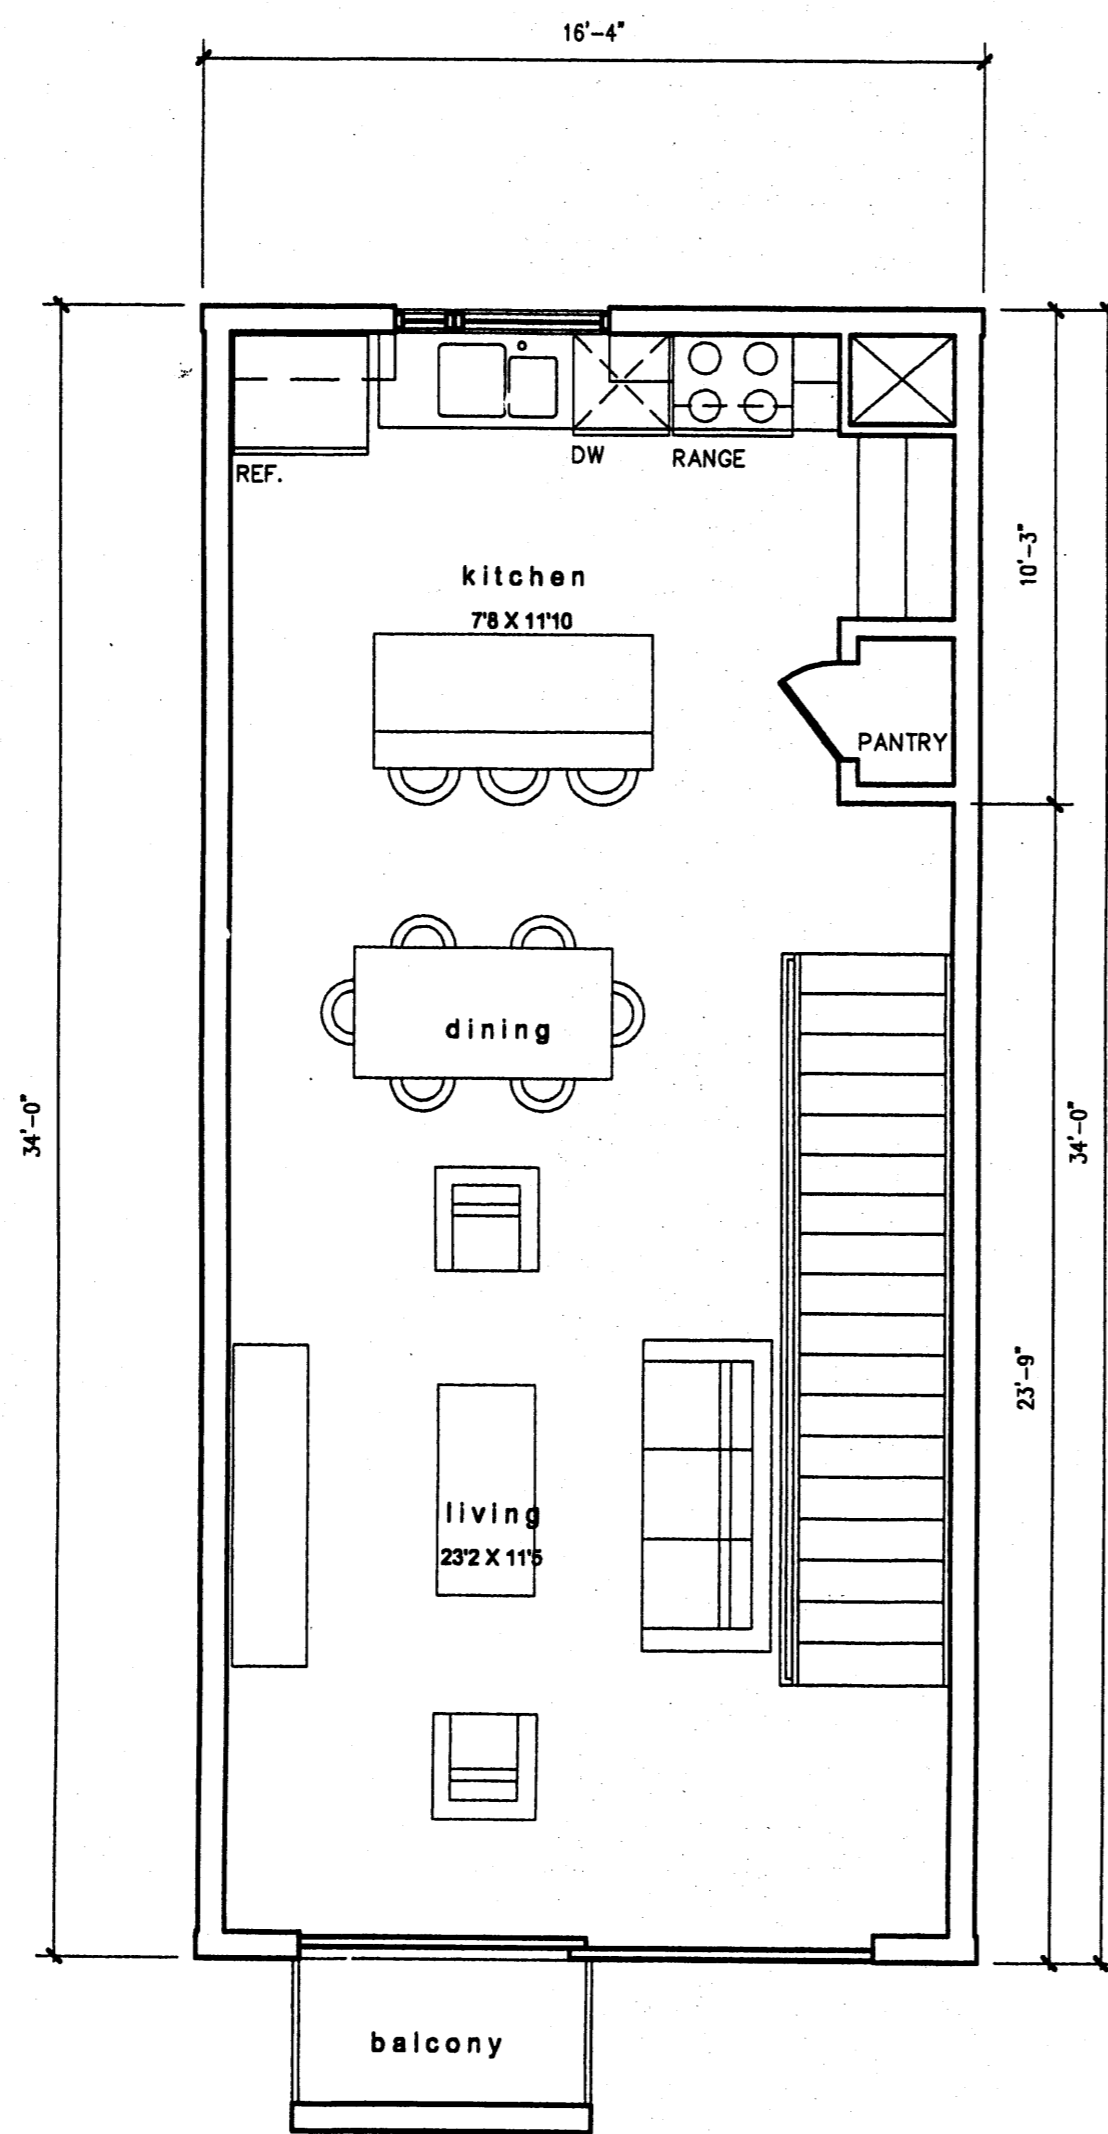 16'-4"
REF.
DW
RANGE
kitchen
7'8 X 11'10
10'-3"
PANTRY
dining
34'-0"
34'-0"
23'-9"
living
23'2 X 11'5
balcony